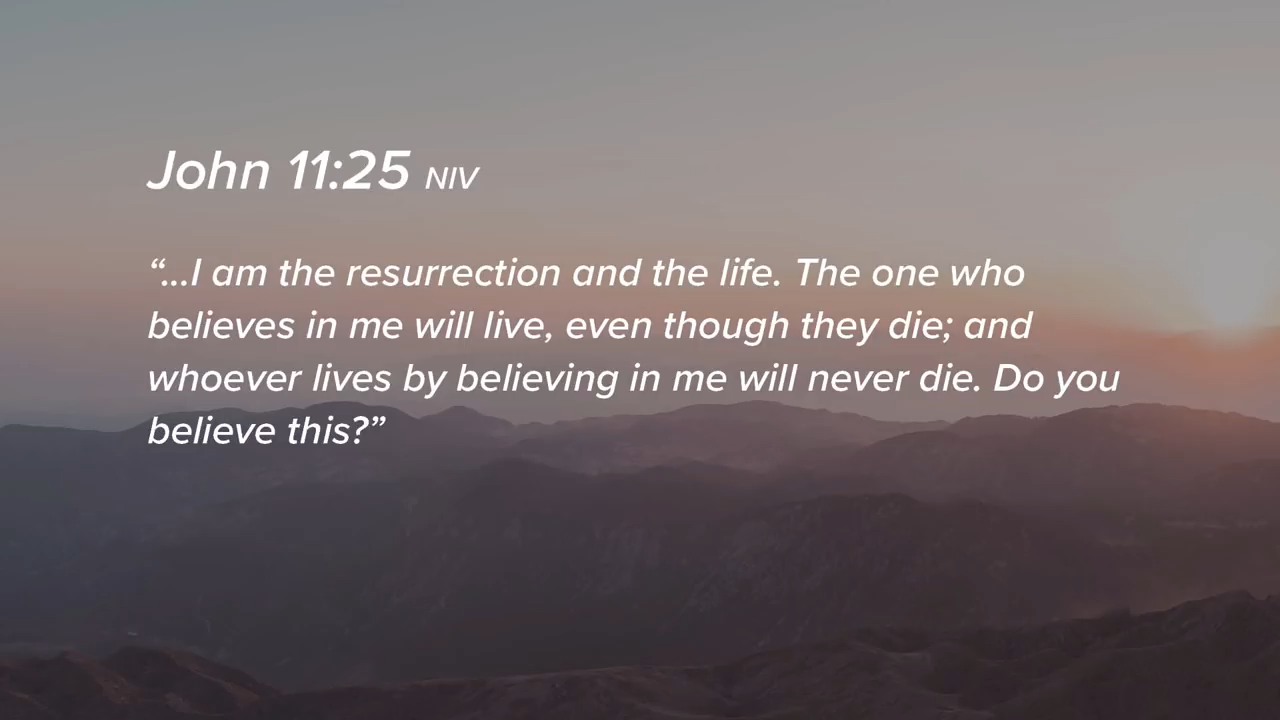 John 11:25 NIV
“...I am the resurrection and the life. The one who
believes in me will live, even though they die; and
whoever lives by believing in me will never die. Do you
believe this?”